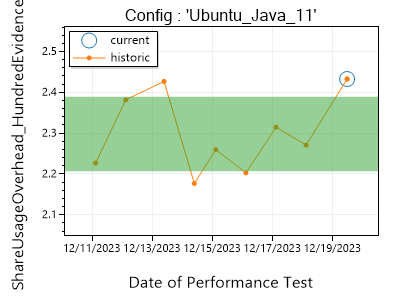 Config : 'Ubuntu_Java_11'
current
historic
ShareUsageOverhead_HundredEvidence
2.5
2.4
2.3
2.2
2.1
12/11/2023
12/13/2023
12/15/2023
12/17/2023
12/19/2023
Date of Performance Test